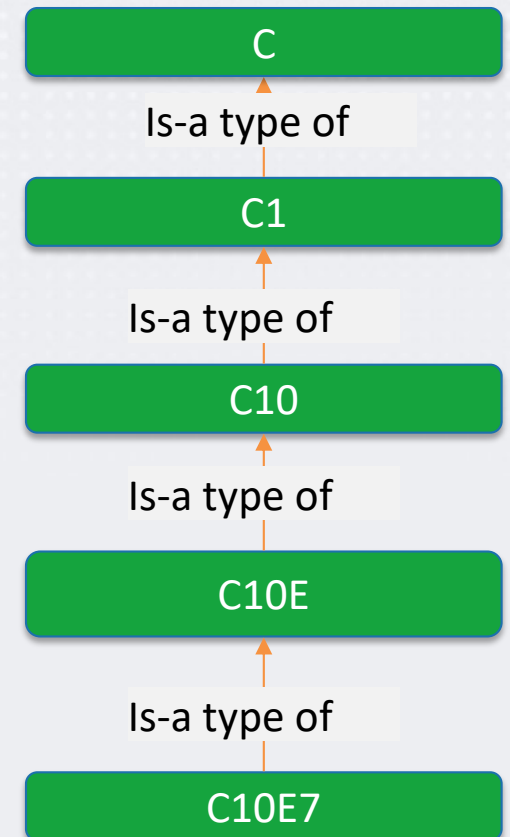 C
Is-a type of
C1
Is-a type of
C10
Is-a type of
C10E
Is-a type of
C10E7